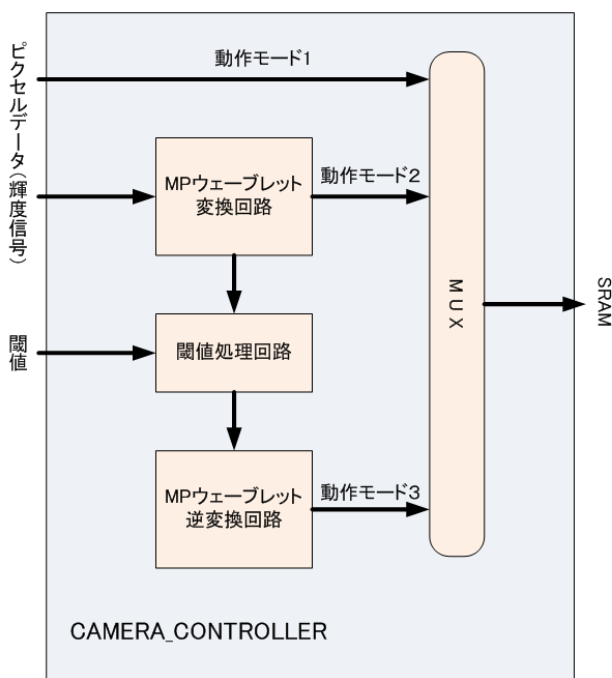 ピクセルデータ(輝度信号)
動作モード1
MPウェーブレット
変換回路
動作モード2
MUX
SRAM
閾値
閾値処理回路
MPウェーブレット
逆変換回路
動作モード3
CAMERA_CONTROLLER